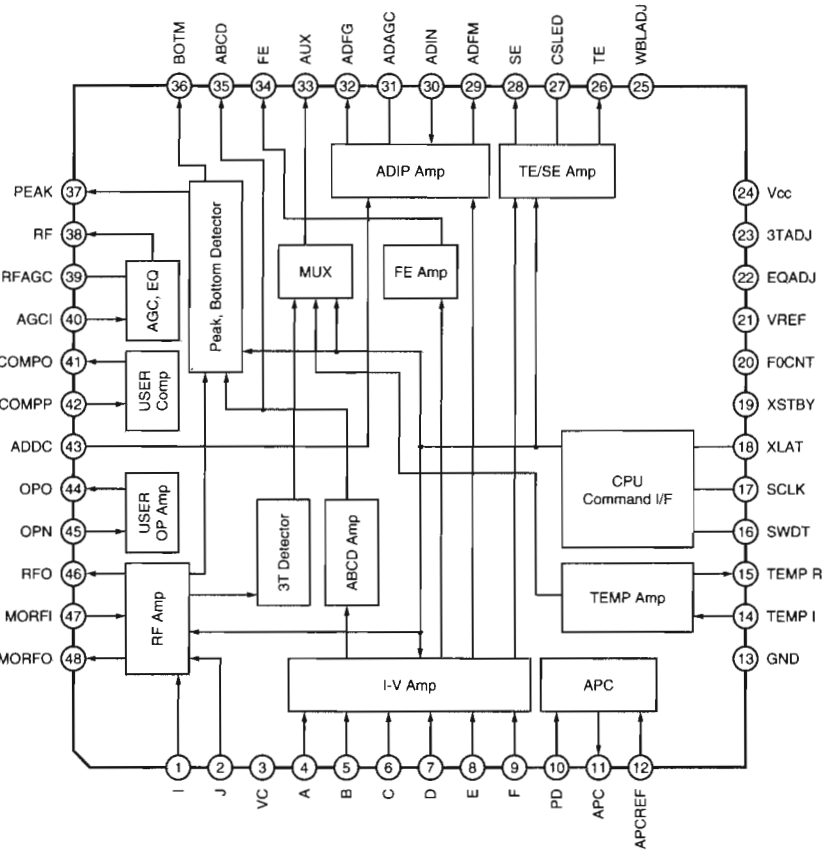 BOTM
ABCD
FE
AUX
ADFG
ADAGC
ADIN
ADFM
SE
CSLED
TE
WBLADJ
36
35
34
33
32
31
30
29
28
27
26
25
ADIP Amp
TE/SE Amp
PEAK
37
Peak, Bottom Detector
24
Vcc
RF
38
23
3TADJ
RFAGC
39
AGC, EQ
MUX
FE Amp
22
EQADJ
AGCI
40
21
VREF
COMPO
41
USER
Comp
20
F0CNT
COMPP
42
19
XSTBY
ADDC
43
18
XLAT
OPO
44
USER
OP Amp
CPU
Command I/F
17
SCLK
OPN
45
3T Detector
ABCD Amp
16
SWDT
RFO
46
RF Amp
TEMP Amp
15
TEMP R
MORFI
47
14
TEMP I
MORFO
48
I-V Amp
APC
13
GND
1
2
3
4
5
6
7
8
9
10
11
12
I
J
VC
A
B
C
D
E
F
PD
APC
APCREF